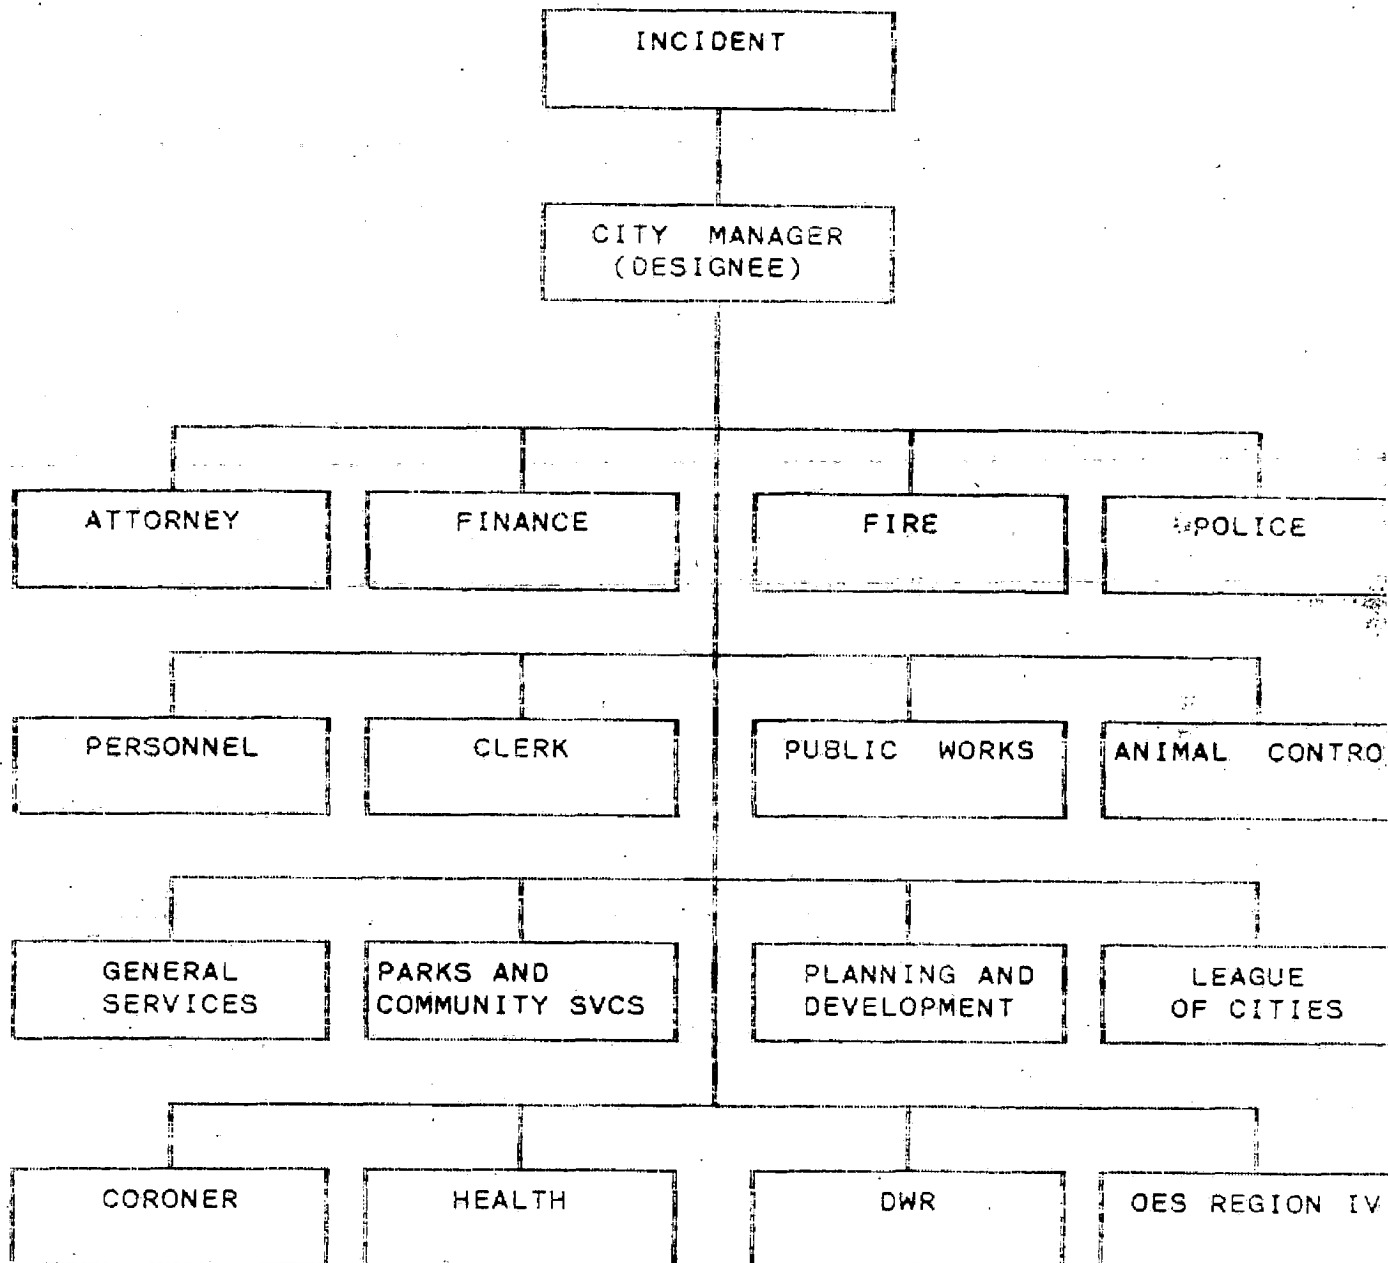 INCIDENT
CITY MANAGER
(DESIGNEE)
ATTORNEY
FINANCE
FIRE
POLICE
PERSONNEL
CLERK
PUBLIC WORKS
ANIMAL CONTRO
GENERAL
SERVICES
PARKS AND
COMMUNITY SVCS
PLANNING AND
DEVELOPMENT
LEAGUE
OF CITIES
CORONER
HEALTH
DWR
OES REGION IV